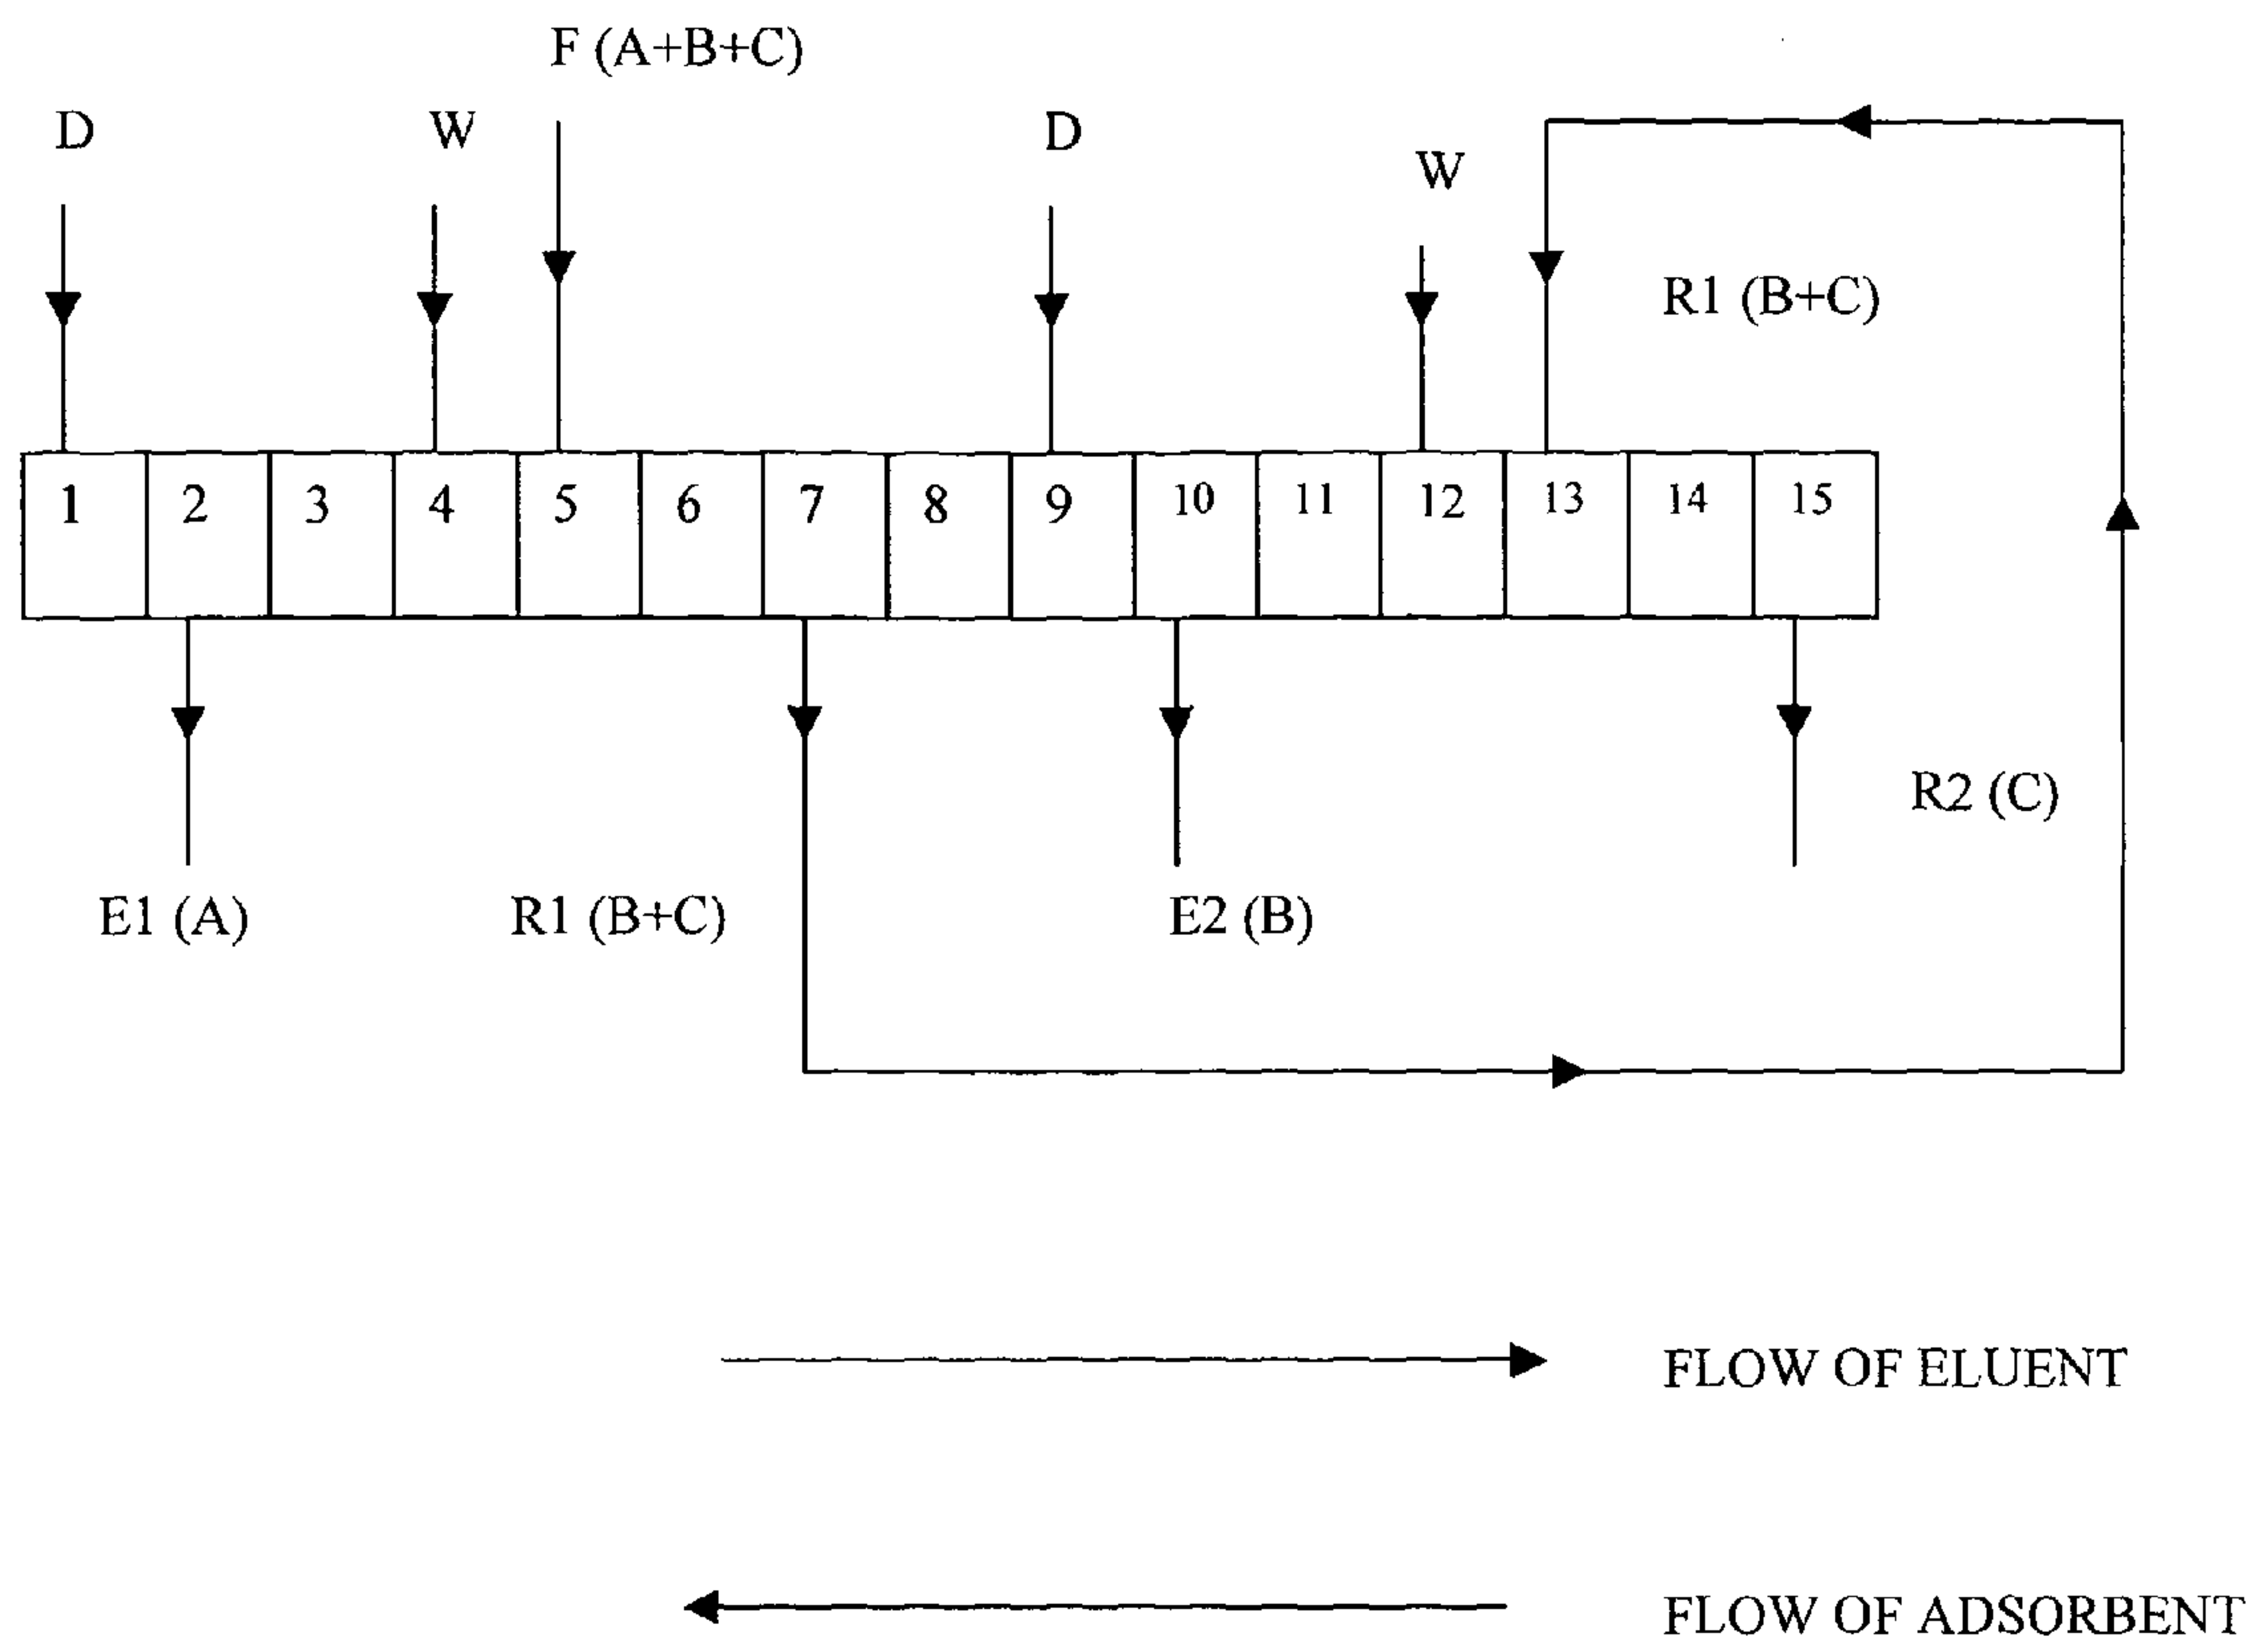 F (A+B+C)
D
W
D
W
R1 (B+C)
1 2 3 4 5 6 7 8 9 10 11 12 13 14 15
R2 (C)
E1 (A)
R1 (B+C)
E2 (B)
FLOW OF ELUENT
FLOW OF ADSORBENT